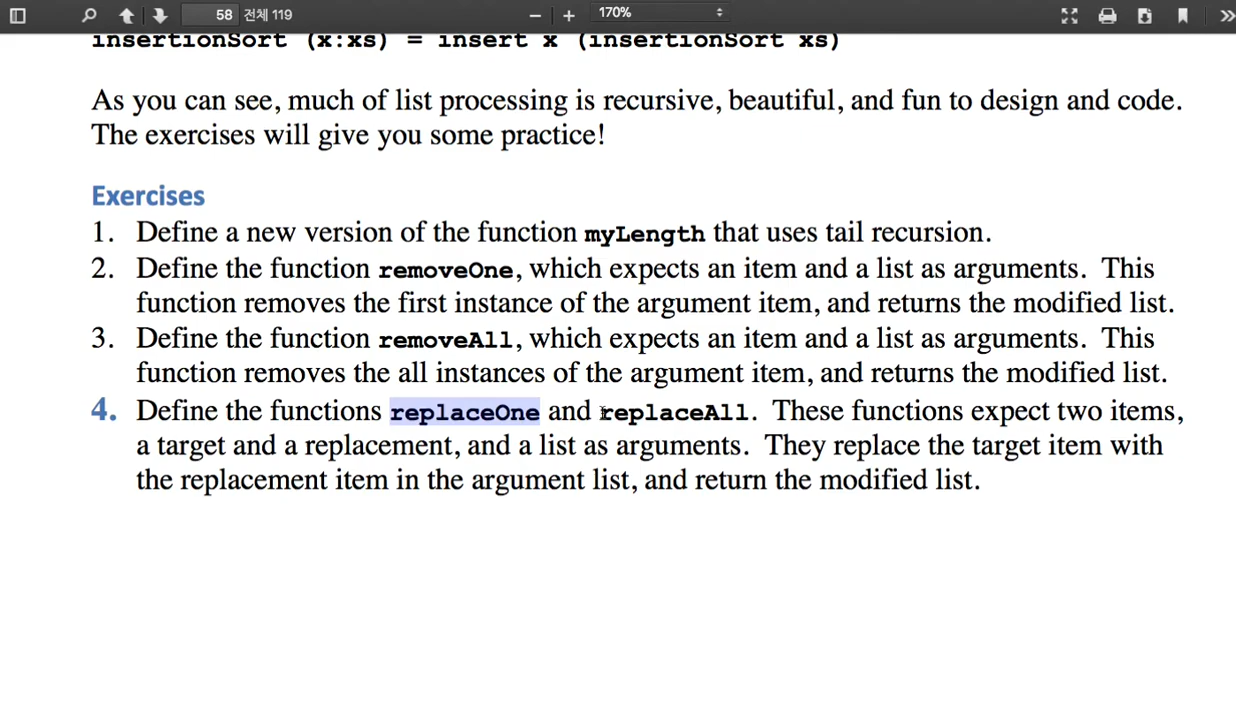 58 전체 119
170%
insertionSort (x:xs) = insert x (insertionSort xs)
As you can see, much of list processing is recursive, beautiful, and fun to design and code.
The exercises will give you some practice!
Exercises
1. Define a new version of the function myLength that uses tail recursion.
2. Define the function removeOne, which expects an item and a list as arguments. This
function removes the first instance of the argument item, and returns the modified list.
3. Define the function removeAll, which expects an item and a list as arguments. This
function removes the all instances of the argument item, and returns the modified list.
4. Define the functions replaceOne and replaceAll. These functions expect two items,
a target and a replacement, and a list as arguments. They replace the target item with
the replacement item in the argument list, and return the modified list.